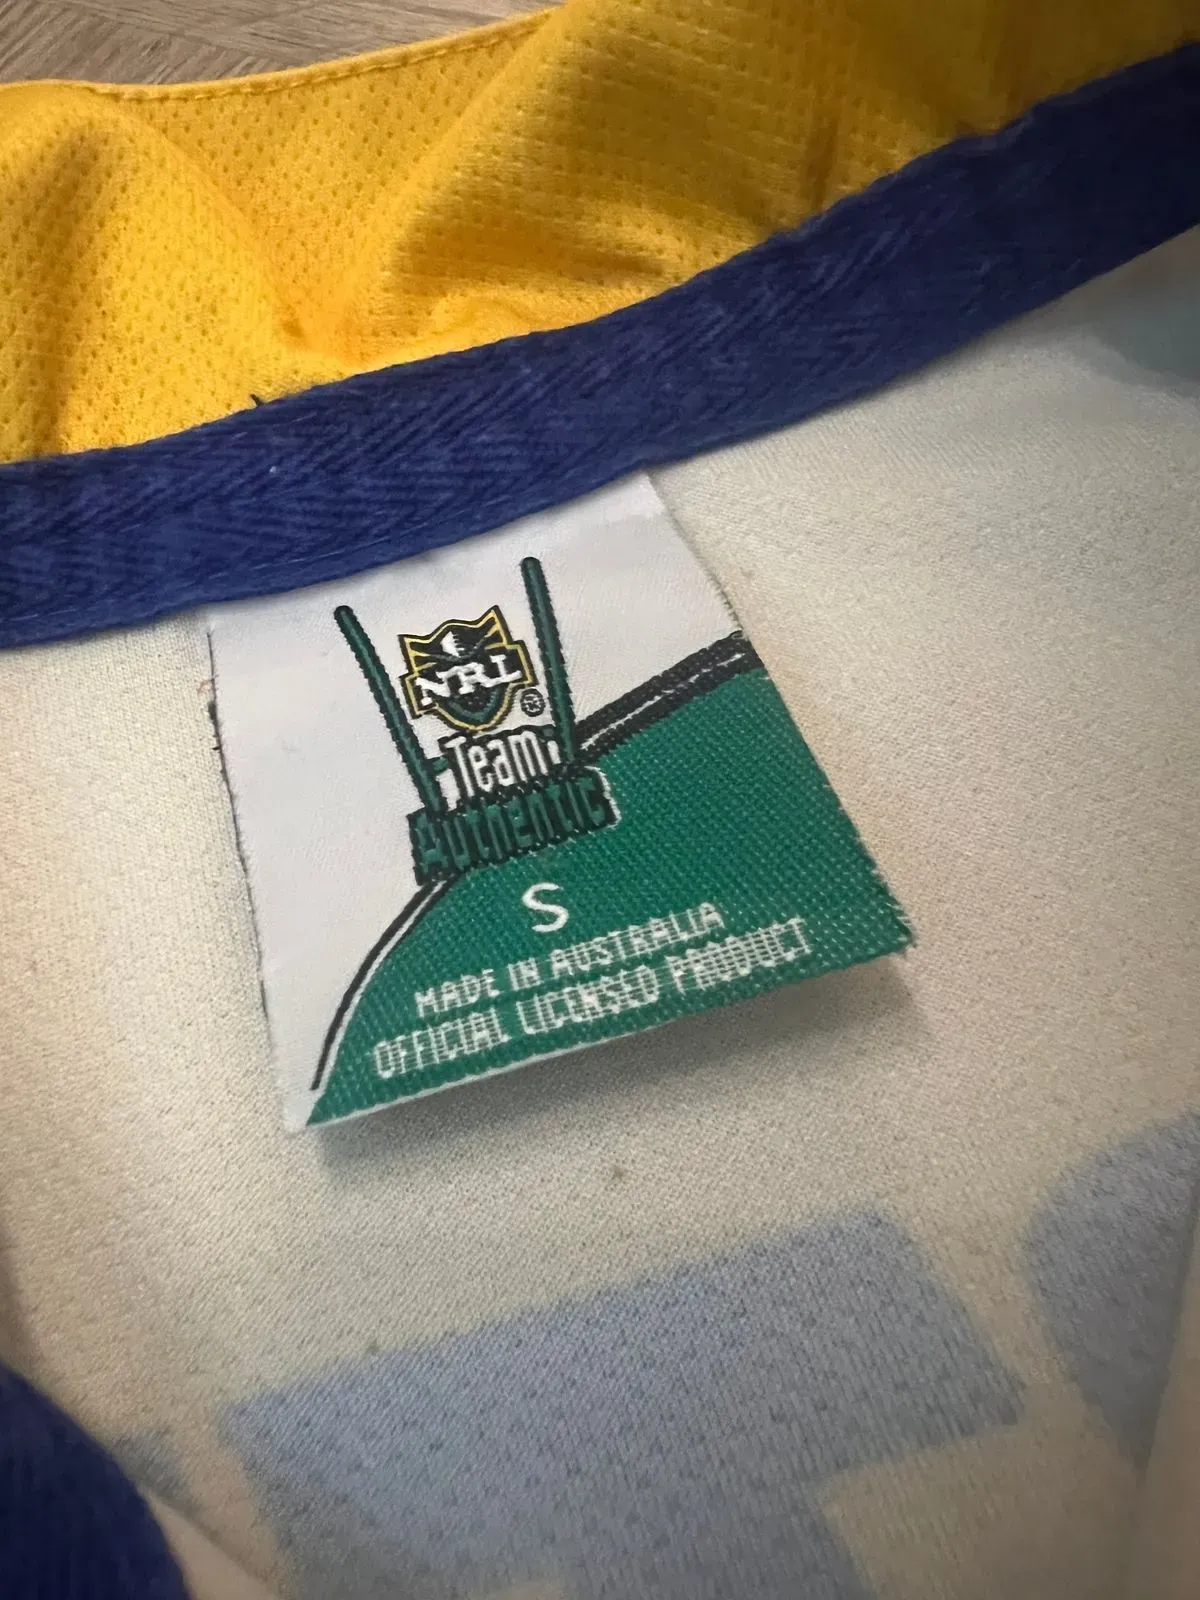 NRL
®
Team
Authentic
S
MADE IN AUSTRALIA
OFFICIAL LICENSED PRODUCT